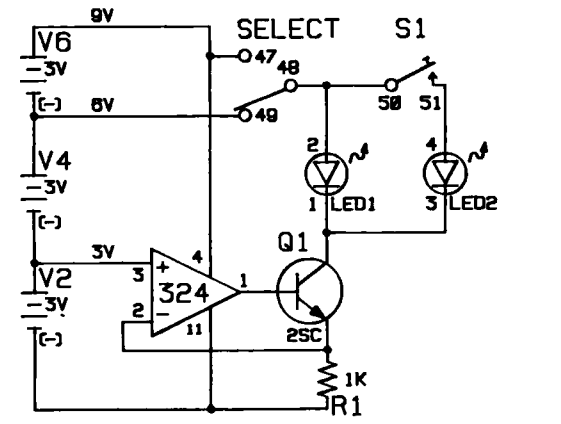 9V
SELECT
S1
V6
3V
47
48
(-)
6V
49
50
51
V4
3V
2
4
(-)
1
LED1
3
LED2
3V
Q1
V2
3V
3
+
4
324
1
2
-
11
2SC
(-)
1K
R1